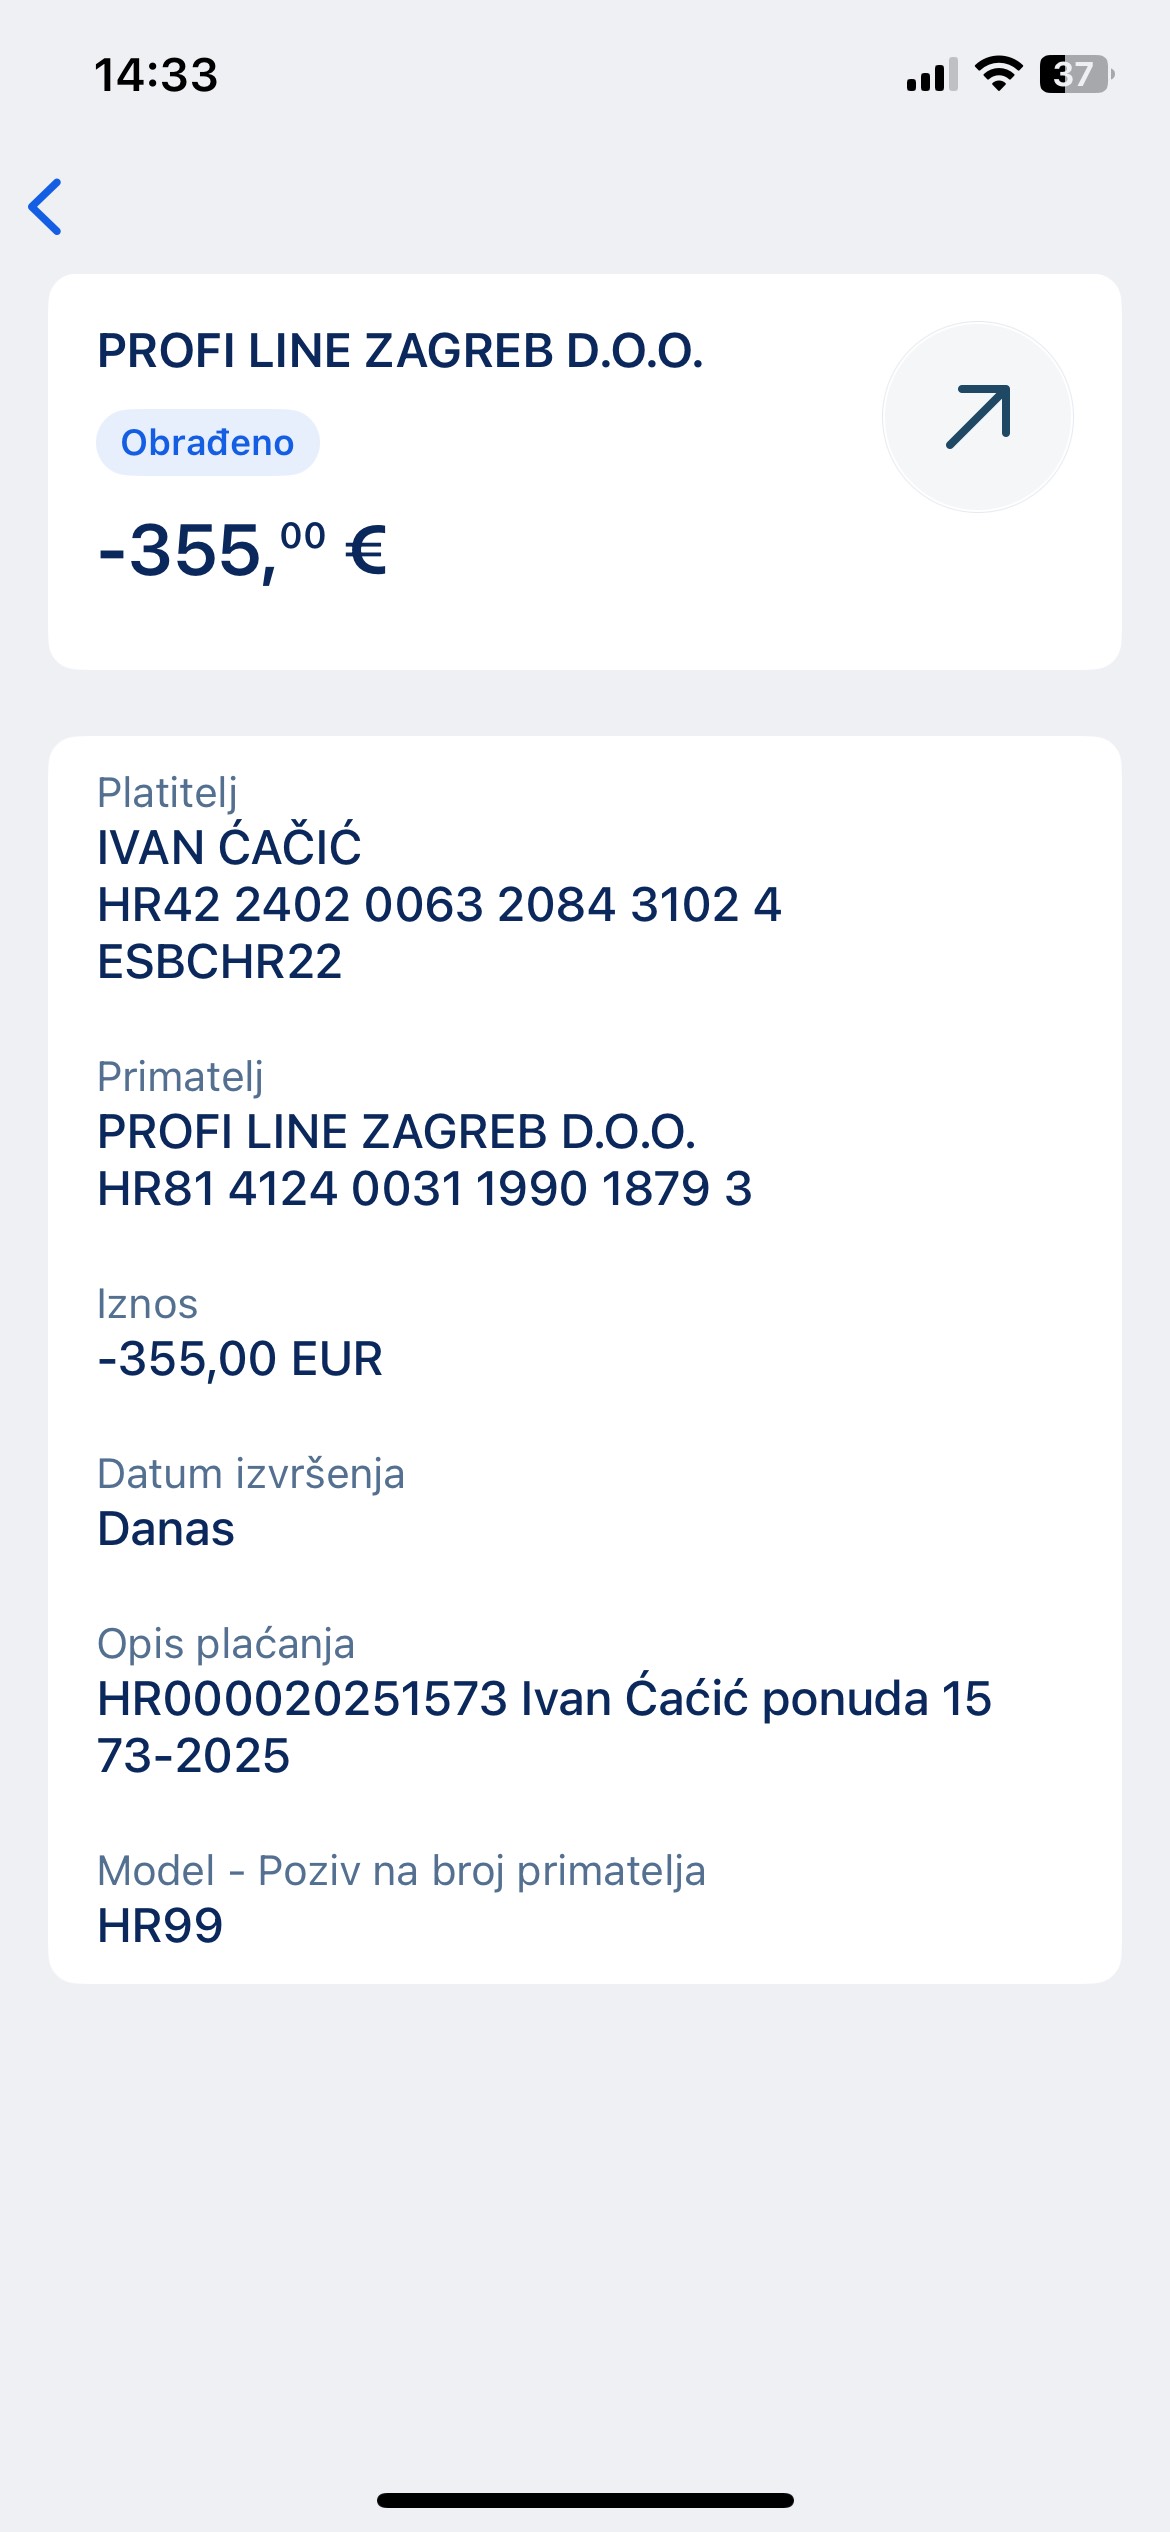 14:33
37
PROFI LINE ZAGREB D.O.O.
Obrađeno
-355,00 €
Platitelj
IVAN ĆAČIĆ
HR42 2402 0063 2084 3102 4
ESBCHR22
Primatelj
PROFI LINE ZAGREB D.O.O.
HR81 4124 0031 1990 1879 3
Iznos
-355,00 EUR
Datum izvršenja
Danas
Opis plaćanja
HR000020251573 Ivan Ćaćić ponuda 15
73-2025
Model - Poziv na broj primatelja
HR99